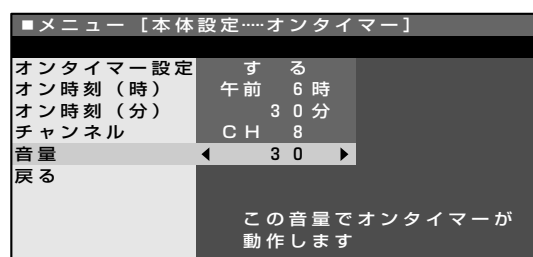 ■メニュー [本体設定……オンタイマー]
オンタイマー設定 する
オン時刻(時) 午前 6時
オン時刻(分) 30分
チャンネル CH 8
音量 ◀ 30 ▶
戻る
この音量でオンタイマーが
動作します